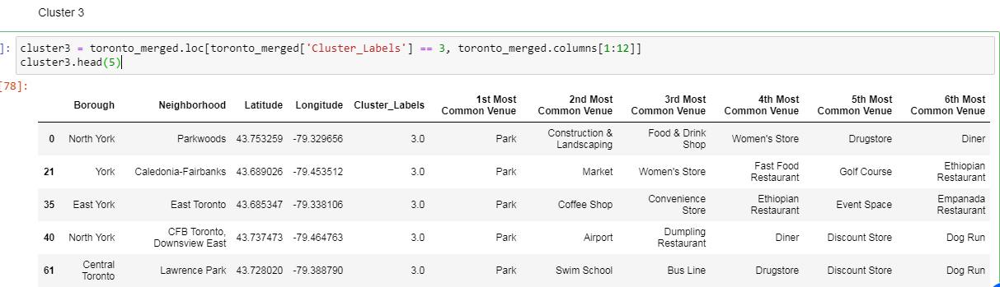 Cluster 3
]: cluster3 = toronto_merged.loc[toronto_merged['Cluster_Labels'] == 3, toronto_merged.columns[1:12]]
cluster3.head(5)
[78]:
Borough Neighborhood Latitude Longitude Cluster_Labels 1st Most Common Venue 2nd Most Common Venue 3rd Most Common Venue 4th Most Common Venue 5th Most Common Venue 6th Most Common Venue
0 North York Parkwoods 43.753259 -79.329656 3.0 Park Construction & Landscaping Food & Drink Shop Women's Store Drugstore Diner
21 York Caledonia-Fairbanks 43.689026 -79.453512 3.0 Park Market Women's Store Fast Food Restaurant Golf Course Ethiopian Restaurant
35 East York East Toronto 43.685347 -79.338106 3.0 Park Coffee Shop Convenience Store Ethiopian Restaurant Event Space Empanada Restaurant
40 North York CFB Toronto, Downsview East 43.737473 -79.464763 3.0 Park Airport Dumpling Restaurant Diner Discount Store Dog Run
61 Central Toronto Lawrence Park 43.728020 -79.388790 3.0 Park Swim School Bus Line Drugstore Discount Store Dog Run